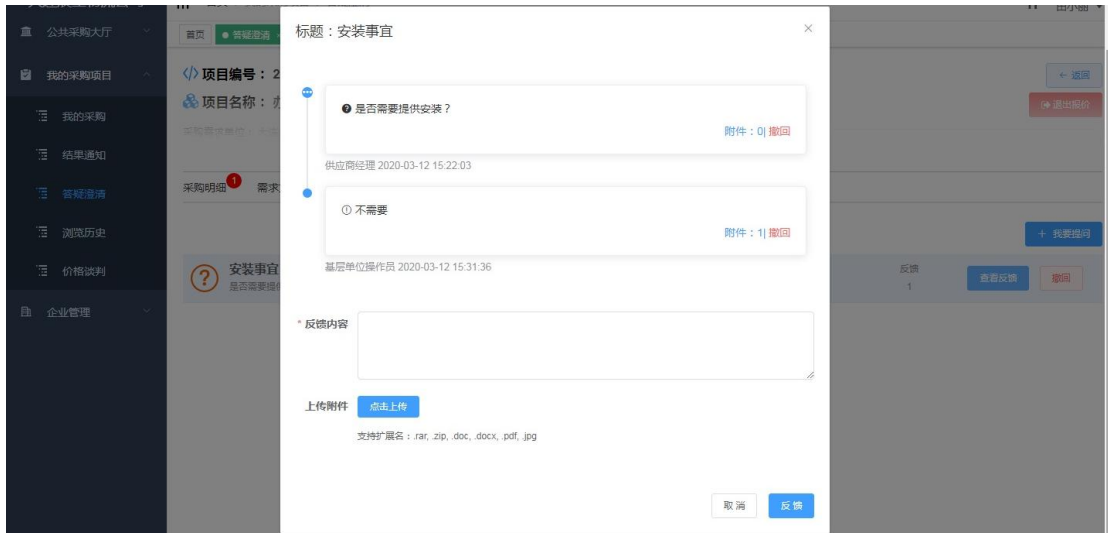 公共采购大厅
首页
答疑澄清
标题：安装事宜
我的采购项目
项目编号： 2
返回
我的采购
项目名称：
退出报价
是否需要提供安装？
附件：0| 撤回
结果通知
供应商经理 2020-03-12 15:22:03
答疑澄清
采购明细 1
需求
不需要
浏览历史
附件：1| 撤回
+ 我要提问
价格谈判
安装事宜
基层单位操作员 2020-03-12 15:31:36
反馈
1
查看反馈
撤回
是否需要提
企业管理
* 反馈内容
上传附件
点击上传
支持扩展名：.rar, .zip, .doc, .docx, .pdf, .jpg
取消
反馈